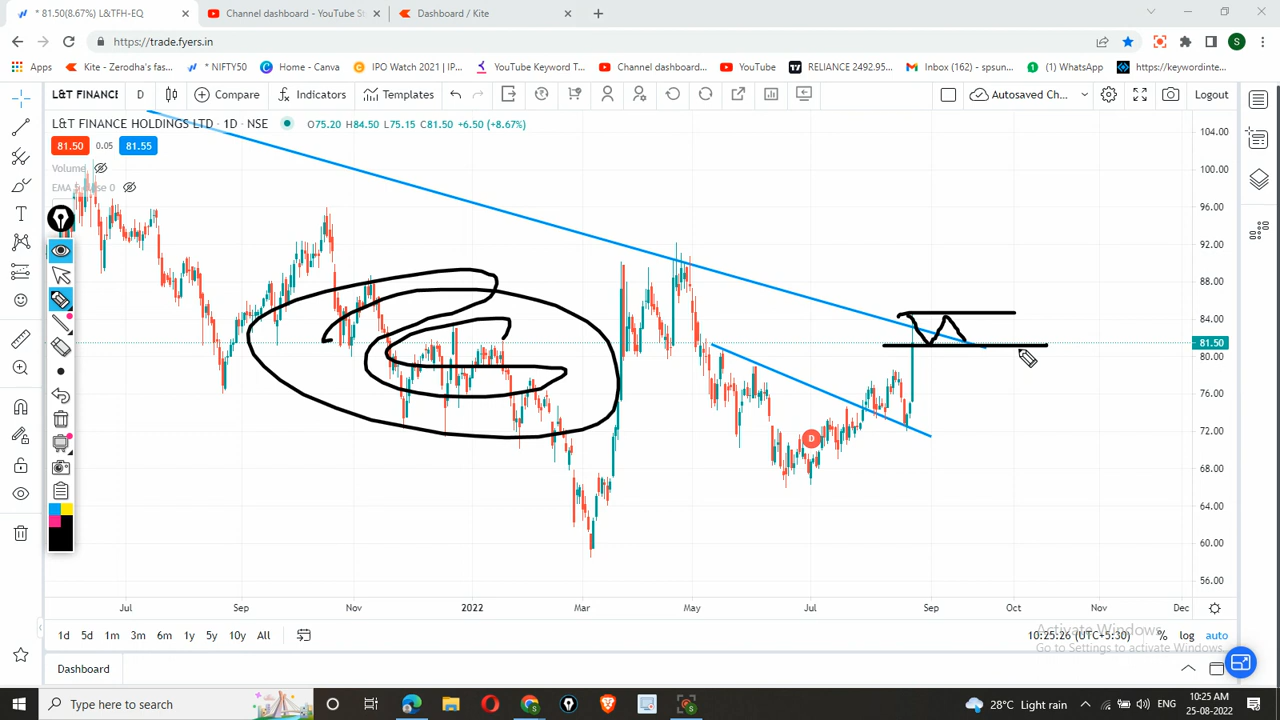 * 81.50(8.67%) L&TFH-EQ
Channel dashboard - YouTube St
Dashboard / Kite
https://trade.fyers.in
Apps
Kite - Zerodha's fas...
* NIFTY50
Home - Canva
IPO Watch 2021 | IP...
YouTube Keyword T...
Channel dashboard...
YouTube
RELIANCE 2492.95...
Inbox (162) - spsun...
(1) WhatsApp
https://keywordinte...
L&T FINANCE
D
Compare
Indicators
Templates
Autosaved Ch...
Logout
L&T FINANCE HOLDINGS LTD · 1D · NSE
O75.20 H84.50 L75.15 C81.50 +6.50 (+8.67%)
81.50
0.05
81.55
Volume
EMA 5 close 0
104.00
100.00
96.00
92.00
88.00
84.00
81.50
80.00
76.00
72.00
68.00
64.00
60.00
56.00
D
Jul
Sep
Nov
2022
Mar
May
Jul
Sep
Oct
Nov
Dec
1d 5d 1m 3m 6m 1y 5y 10y All
10:25:26 (UTC+5:30)
% log auto
Activate Windows
Go to Settings to activate Windows.
Dashboard
Type here to search
28°C Light rain
ENG
10:25 AM
25-08-2022
S